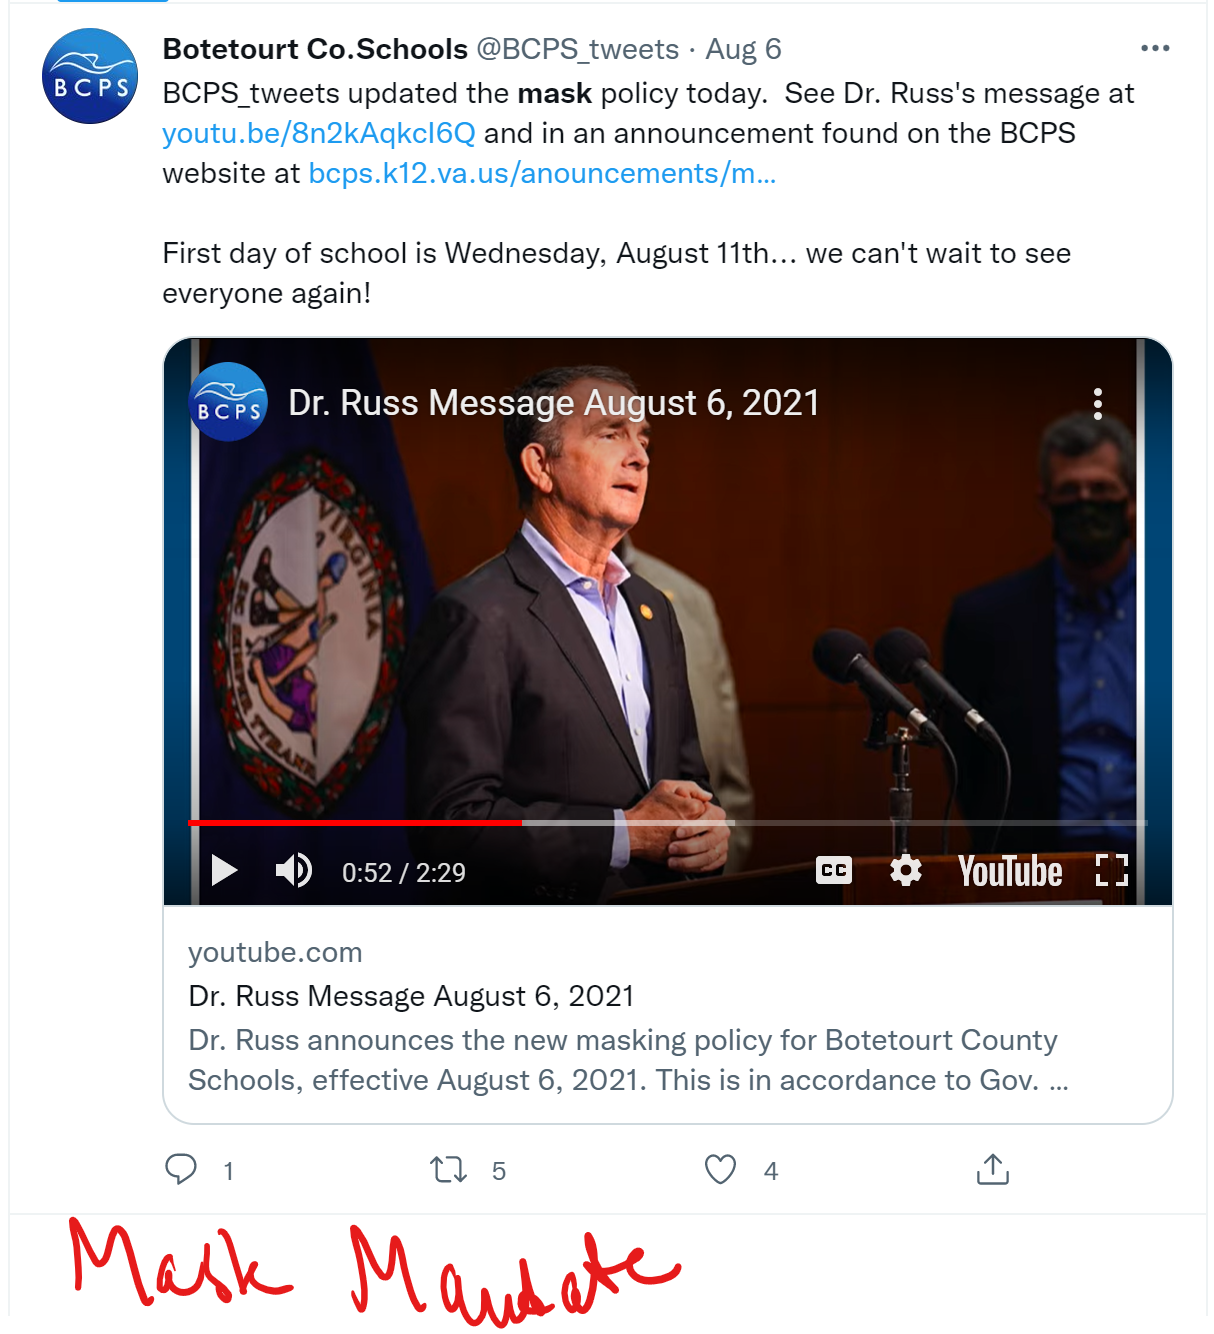 Botetourt Co.Schools @BCPS_tweets · Aug 6
BCPS
BCPS_tweets updated the mask policy today.  See Dr. Russ's message at
youtu.be/8n2kAqkcI6Q and in an announcement found on the BCPS
website at bcps.k12.va.us/anouncements/m...
First day of school is Wednesday, August 11th... we can't wait to see
everyone again!
BCPS
Dr. Russ Message August 6, 2021
VIRGINIA
SIC SEMPER TYRANNIS
0:52 / 2:29
CC
YouTube
youtube.com
Dr. Russ Message August 6, 2021
Dr. Russ announces the new masking policy for Botetourt County
Schools, effective August 6, 2021. This is in accordance to Gov. ...
1 5 4
Mask Mandate